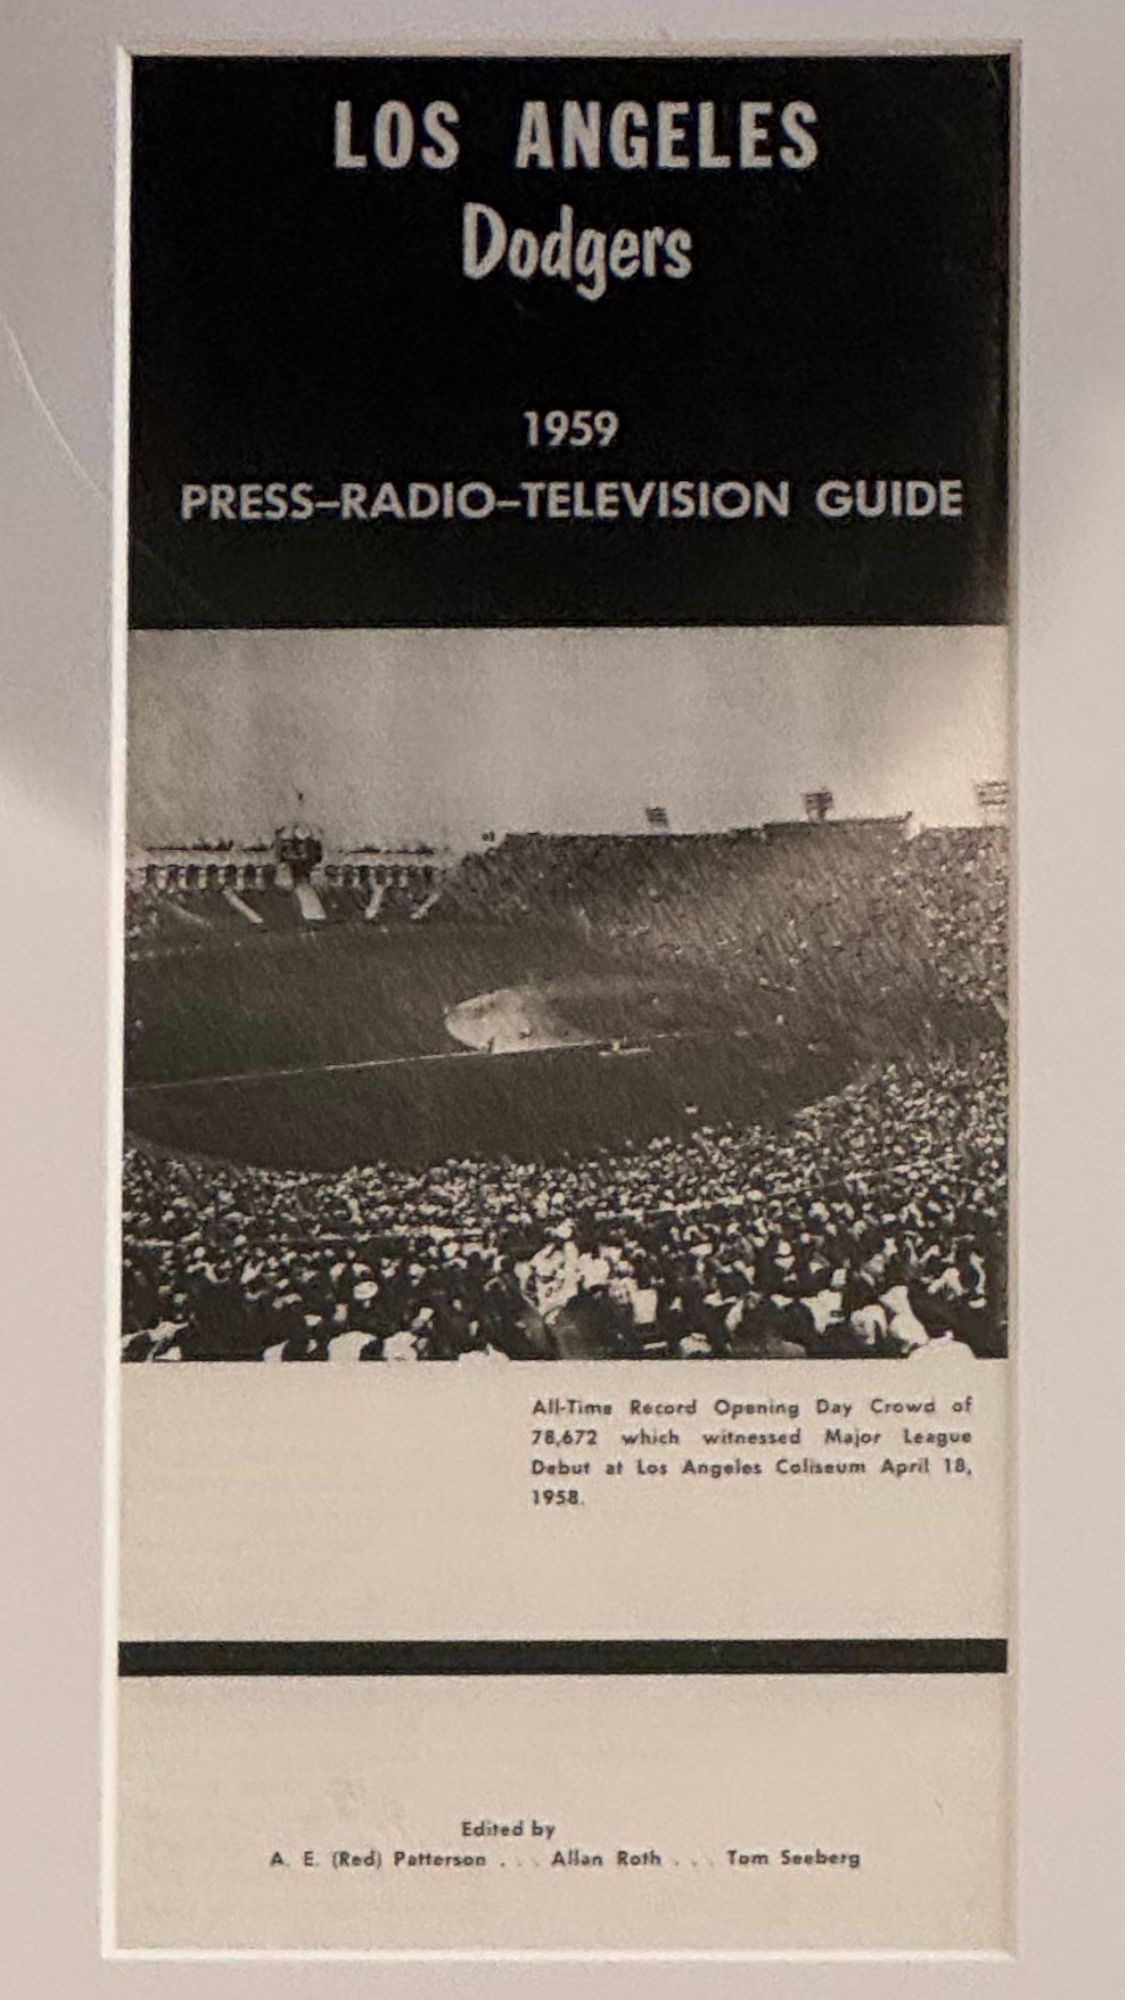 LOS ANGELES
Dodgers
1959
PRESS–RADIO–TELEVISION GUIDE
All-Time Record Opening Day Crowd of
78,672 which witnessed Major League
Debut at Los Angeles Coliseum April 18,
1958.
Edited by
A. E. (Red) Patterson . . . Allan Roth . . . Tom Seeberg